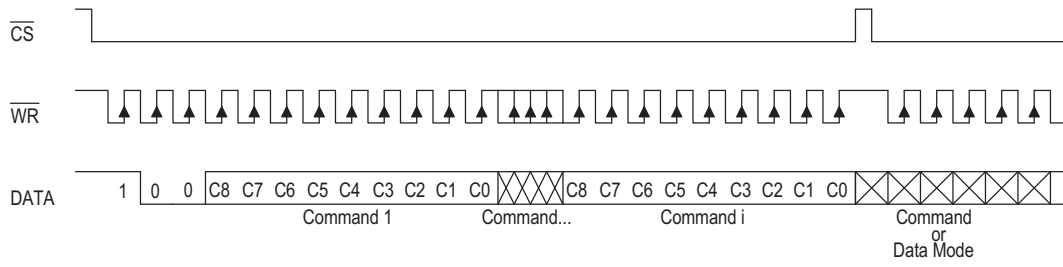 CS
WR
DATA 1 0 0 C8 C7 C6 C5 C4 C3 C2 C1 C0 C8 C7 C6 C5 C4 C3 C2 C1 C0
Command 1 Command... Command i Command
or
Data Mode